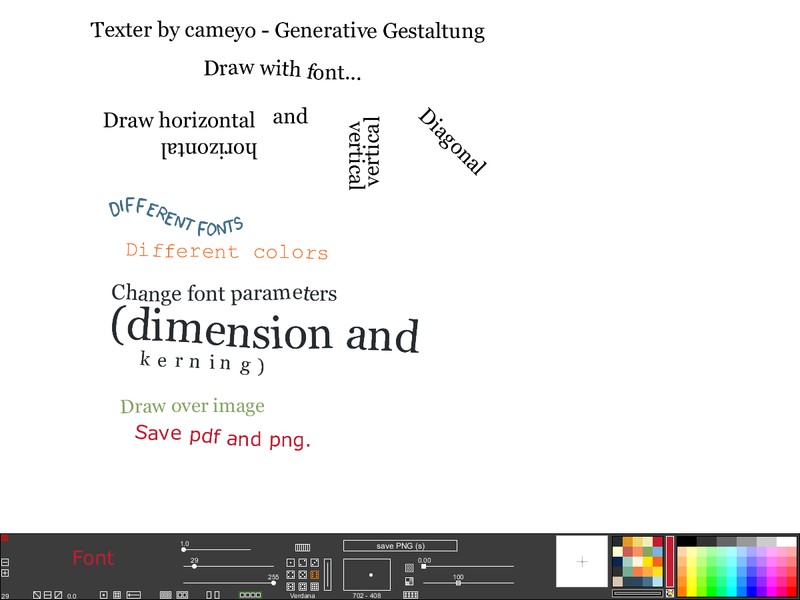 Texter by cameyo - Generative Gestaltung
Draw with font...
Draw horizontal and
horizontal
vertical
vertical
Diagonal
DIFFERENT FONTS
Different colors
Change font parameters
(dimension and
kerning)
Draw over image
Save pdf and png.
Font
1.0
29
255
save PNG (s)
0.00
100
29
0.0
Verdana
702 - 408